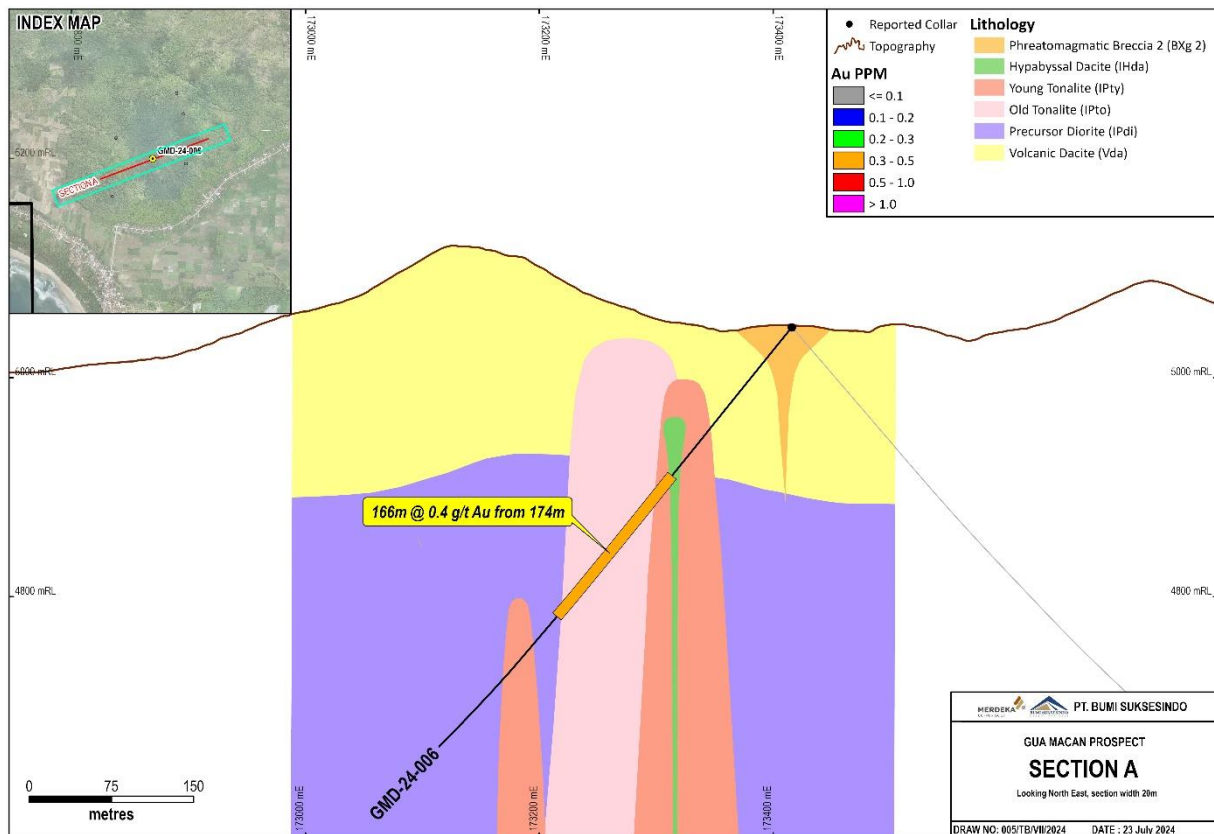 INDEX MAP
GMD-24-006
SECTION A
173000 mE
173200 mE
173400 mE
Reported Collar
Topography
Au PPM
<= 0.1
0.1 - 0.2
0.2 - 0.3
0.3 - 0.5
0.5 - 1.0
> 1.0
Lithology
Phreatomagmatic Breccia 2 (BXg 2)
Hypabyssal Dacite (IHda)
Young Tonalite (IPty)
Old Tonalite (IPto)
Precursor Diorite (IPdi)
Volcanic Dacite (Vda)
5000 mRL
166m @ 0.4 g/t Au from 174m
4800 mRL
4800 mRL
GMD-24-006
0 75 150
metres
173000 mE
173200 mE
173400 mE
MERDEKA
PT. BUMI SUKSESINDO
GUA MACAN PROSPECT
SECTION A
Looking North East, section width 20m
DRAW NO: 005/TB/VII/2024 DATE : 23 July 2024